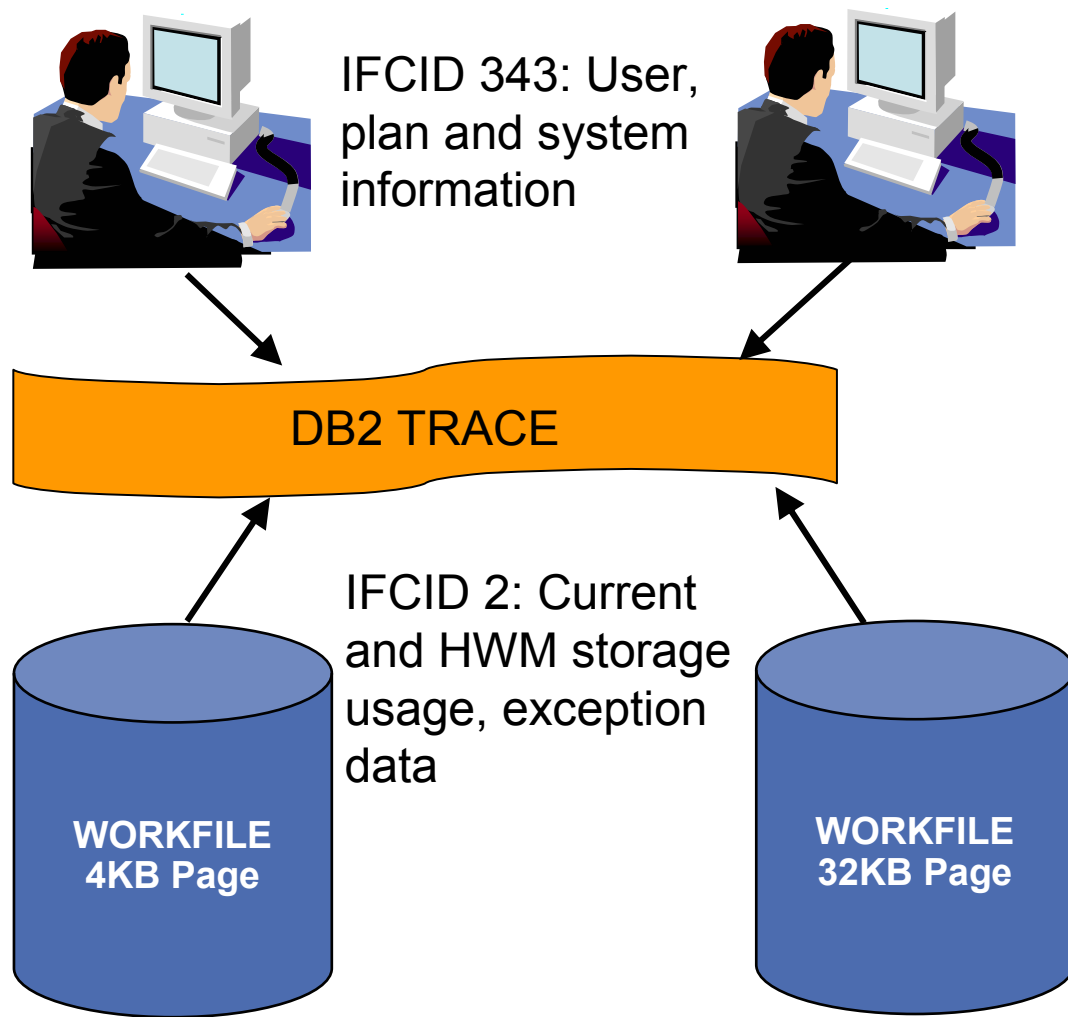 IFCID 343: User,
plan and system
information
DB2 TRACE
IFCID 2: Current
and HWM storage
usage, exception
data
WORKFILE
4KB Page
WORKFILE
32KB Page